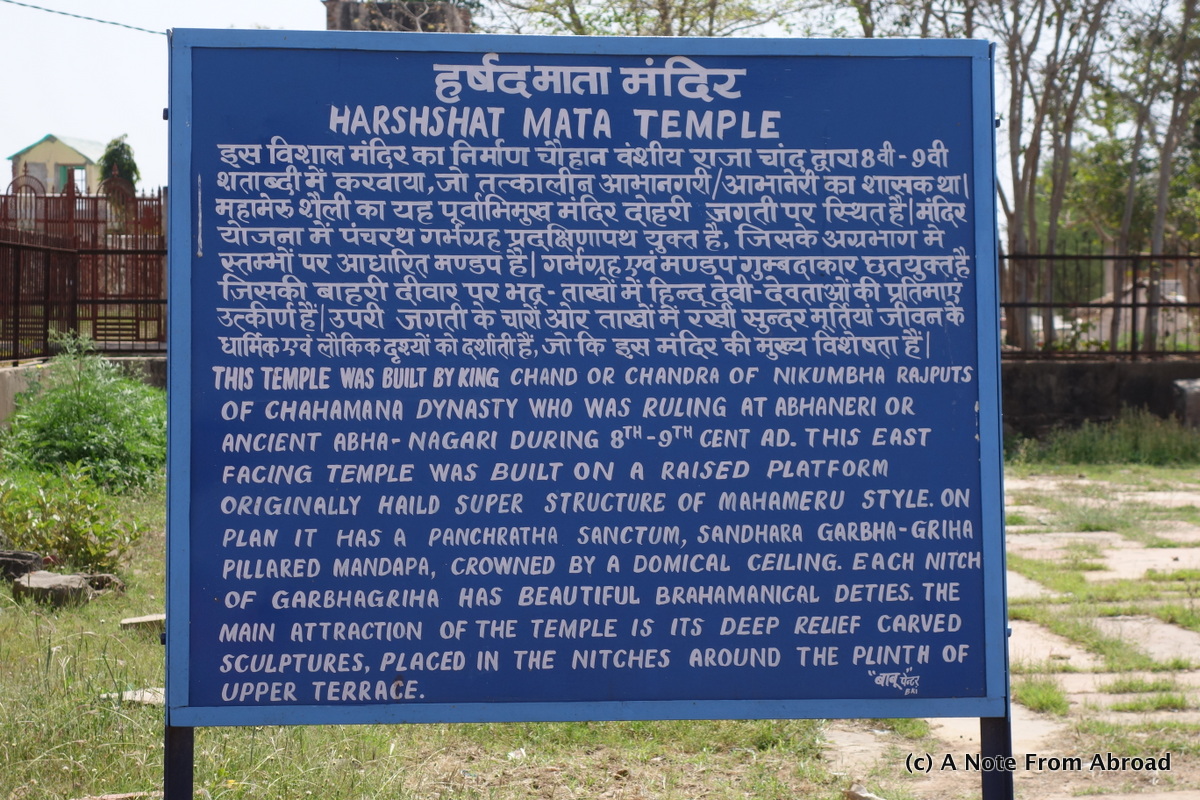 हर्षद माता मंदिर
HARSHSHAT MATA TEMPLE
इस विशाल मंदिर का निर्माण चौहान वंशीय राजा चांद द्वारा 8वी - 9वी
शताब्दी में करवाया, जो तत्कालीन आभानगरी/आभानेरी का शासक था।
महामेरु शैली का यह पूर्वाभिमुख मंदिर दोहरी जगती पर स्थित है। मंदिर
योजना में पंचरथ गर्भग्रह प्रदक्षिणापथ युक्त है, जिसके अग्रभाग मे
स्तम्भों पर आधारित मण्डप है। गर्भग्रह एवं मण्डप गुम्बदाकार छतयुक्त है
जिसकी बाहरी दीवार पर भद्र- ताखों में हिन्दू देवी-देवताओं की प्रतिमाएं
उत्कीर्ण हैं। उपरी जगती के चारों ओर ताखों में रखी सुन्दर मूर्तियां जीवन के
धार्मिक एवं लौकिक दृश्यों को दर्शाती हैं, जो कि इस मंदिर की मुख्य विशेषता हैं।
THIS TEMPLE WAS BUILT BY KING CHAND OR CHANDRA OF NIKUMBHA RAJPUTS
OF CHAHAMANA DYNASTY WHO WAS RULING AT ABHANERI OR
ANCIENT ABHA-NAGARI DURING 8TH-9TH CENT AD. THIS EAST
FACING TEMPLE WAS BUILT ON A RAISED PLATFORM
ORIGINALLY HAILD SUPER STRUCTURE OF MAHAMERU STYLE. ON
PLAN IT HAS A PANCHRATHA SANCTUM, SANDHARA GARBHA-GRIHA
PILLARED MANDAPA, CROWNED BY A DOMICAL CEILING. EACH NITCH
OF GARBHAGRIHA HAS BEAUTIFUL BRAHAMANICAL DETIES. THE
MAIN ATTRACTION OF THE TEMPLE IS ITS DEEP RELIEF CARVED
SCULPTURES, PLACED IN THE NITCHES AROUND THE PLINTH OF
UPPER TERRACE.
"बाबू" पेन्टर
(c) A Note From Abroad